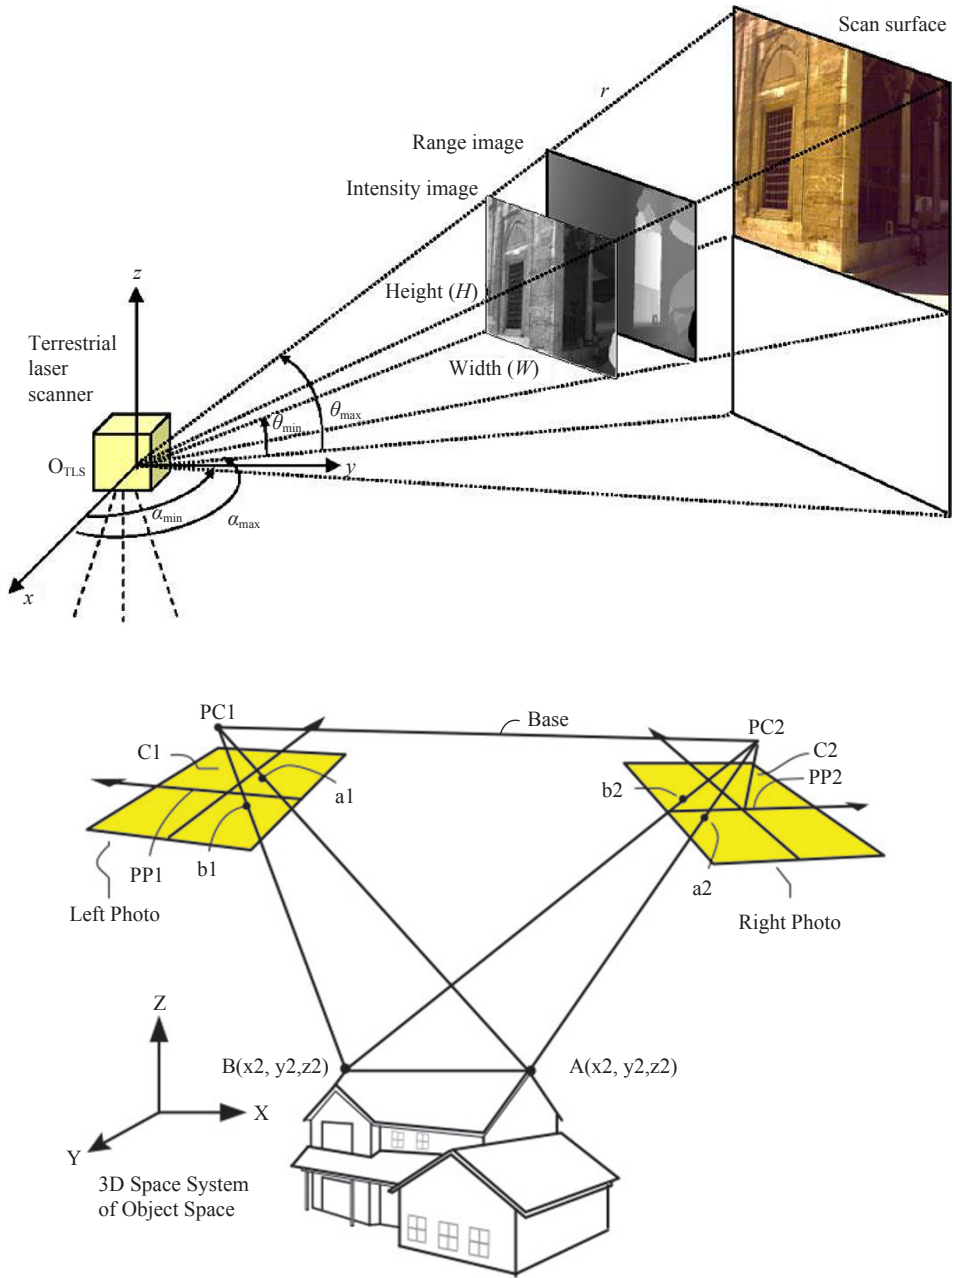 Scan surface
r
Range image
Intensity image
z
Height (H)
Terrestrial
laser
scanner
Width (W)
θmax
θmin
OTLS
y
αmin
αmax
x
PC1
Base
PC2
C1
C2
PP2
a1
b2
PP1
b1
a2
Left Photo
Right Photo
Z
B(x2, y2,z2)
A(x2, y2,z2)
X
Y
3D Space System
of Object Space